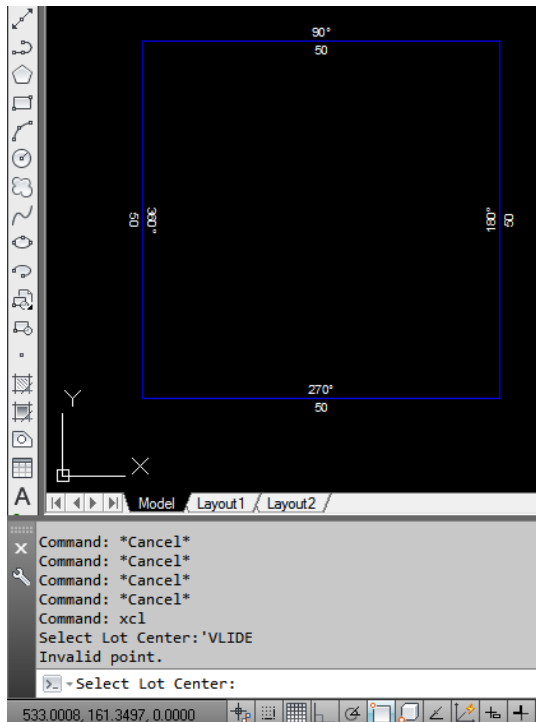 90°
50
50
360°
180°
50
270°
50
Y
X
A
Model Layout1 Layout2
Command: *Cancel*
Command: *Cancel*
Command: *Cancel*
Command: *Cancel*
Command: xcl
Select Lot Center:'VLIDE
Invalid point.
Select Lot Center:
533.0008, 161.3497, 0.0000